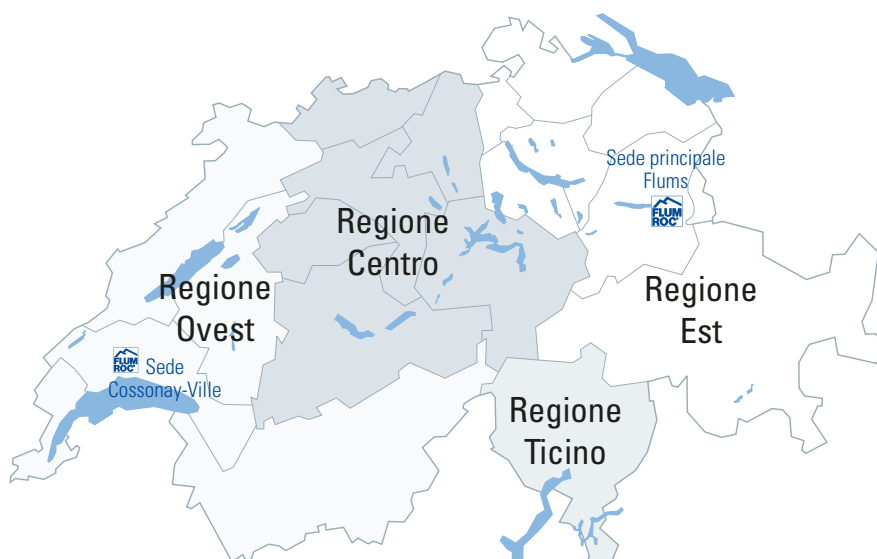 Sede principale
Flums
FLUM
ROC®
Regione
Centro
Regione
Ovest
Regione
Est
FLUM
ROC®
Sede
Cossonay-Ville
Regione
Ticino